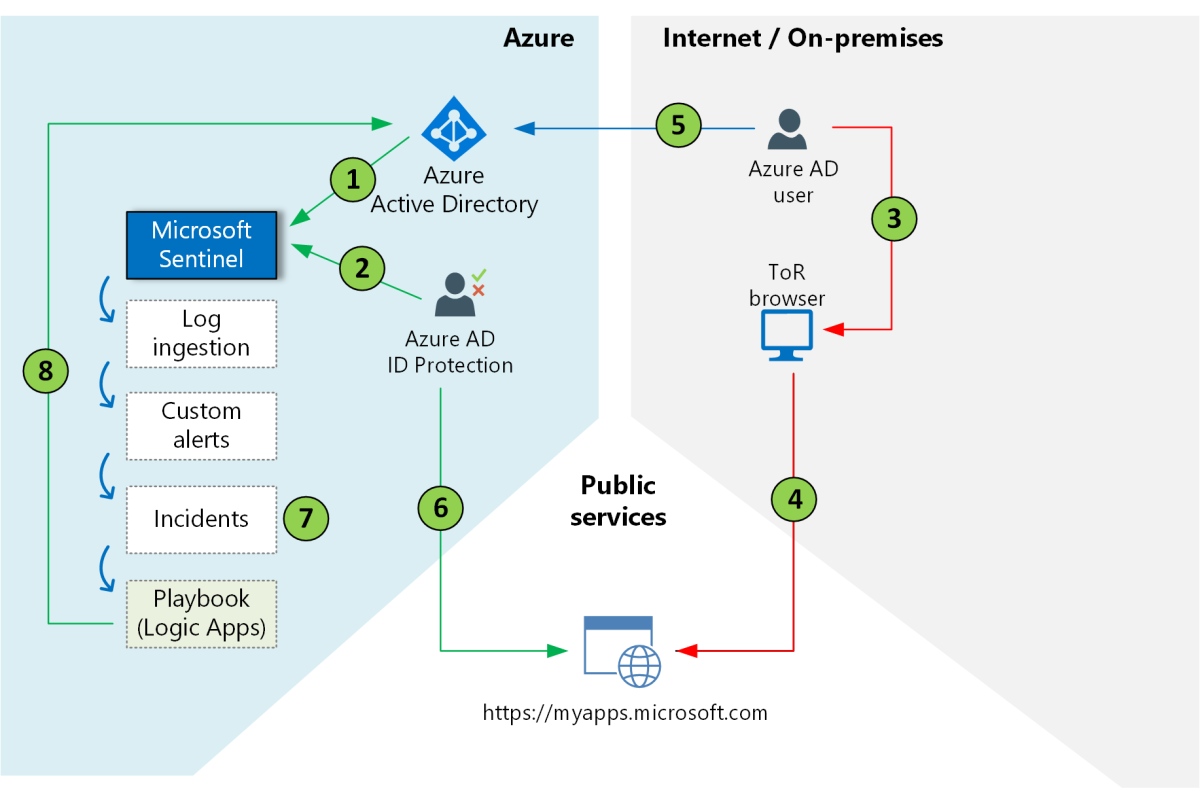 Azure
Internet / On-premises
5
Azure
Active Directory
Azure AD
user
1
3
Microsoft
Sentinel
2
ToR
browser
Log
ingestion
Azure AD
ID Protection
8
Custom
alerts
Public
services
4
6
Incidents
7
Playbook
(Logic Apps)
https://myapps.microsoft.com